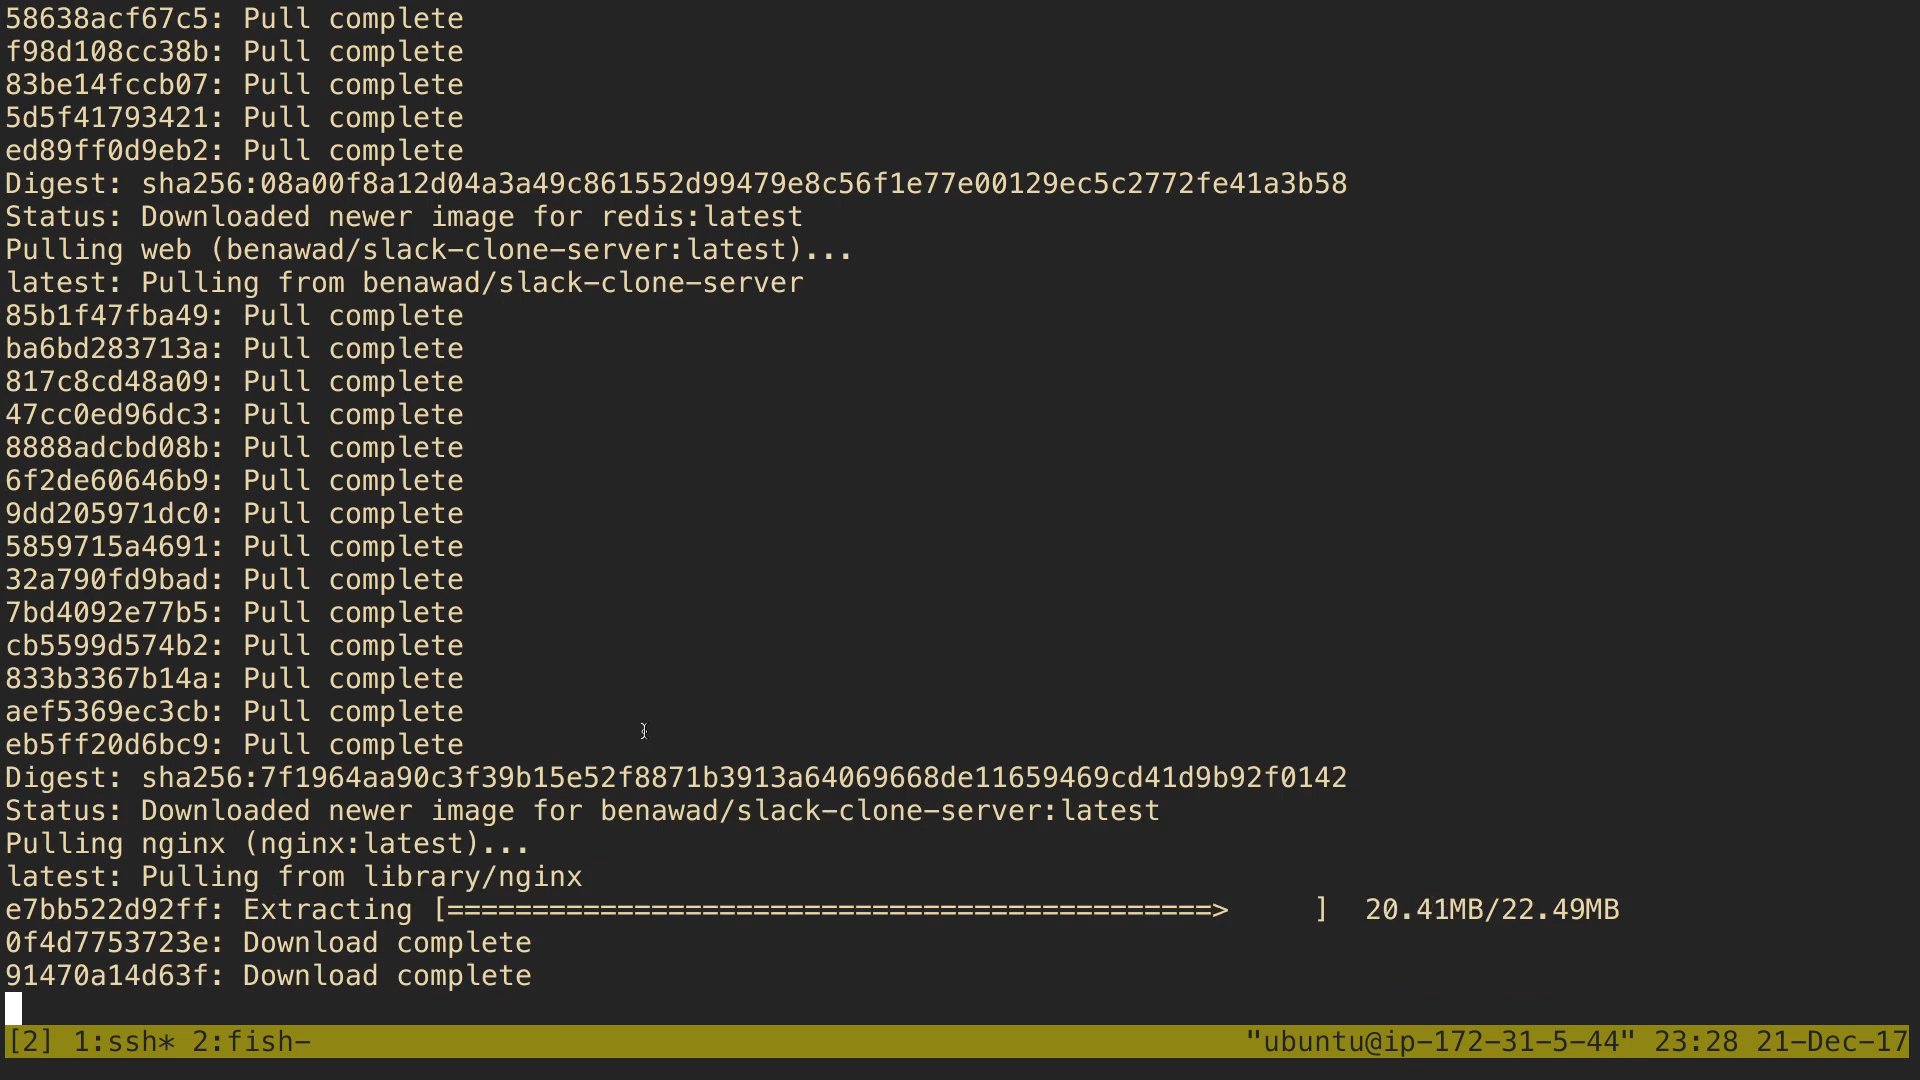 58638acf67c5: Pull complete
f98d108cc38b: Pull complete
83be14fccb07: Pull complete
5d5f41793421: Pull complete
ed89ff0d9eb2: Pull complete
Digest: sha256:08a00f8a12d04a3a49c861552d99479e8c56f1e77e00129ec5c2772fe41a3b58
Status: Downloaded newer image for redis:latest
Pulling web (benawad/slack-clone-server:latest)...
latest: Pulling from benawad/slack-clone-server
85b1f47fba49: Pull complete
ba6bd283713a: Pull complete
817c8cd48a09: Pull complete
47cc0ed96dc3: Pull complete
8888adcbd08b: Pull complete
6f2de60646b9: Pull complete
9dd205971dc0: Pull complete
5859715a4691: Pull complete
32a790fd9bad: Pull complete
7bd4092e77b5: Pull complete
cb5599d574b2: Pull complete
833b3367b14a: Pull complete
aef5369ec3cb: Pull complete
eb5ff20d6bc9: Pull complete
Digest: sha256:7f1964aa90c3f39b15e52f8871b3913a64069668de11659469cd41d9b92f0142
Status: Downloaded newer image for benawad/slack-clone-server:latest
Pulling nginx (nginx:latest)...
latest: Pulling from library/nginx
e7bb522d92ff: Extracting [=============================================>     ]  20.41MB/22.49MB
0f4d7753723e: Download complete
91470a14d63f: Download complete
[2] 1:ssh* 2:fish- "ubuntu@ip-172-31-5-44" 23:28 21-Dec-17